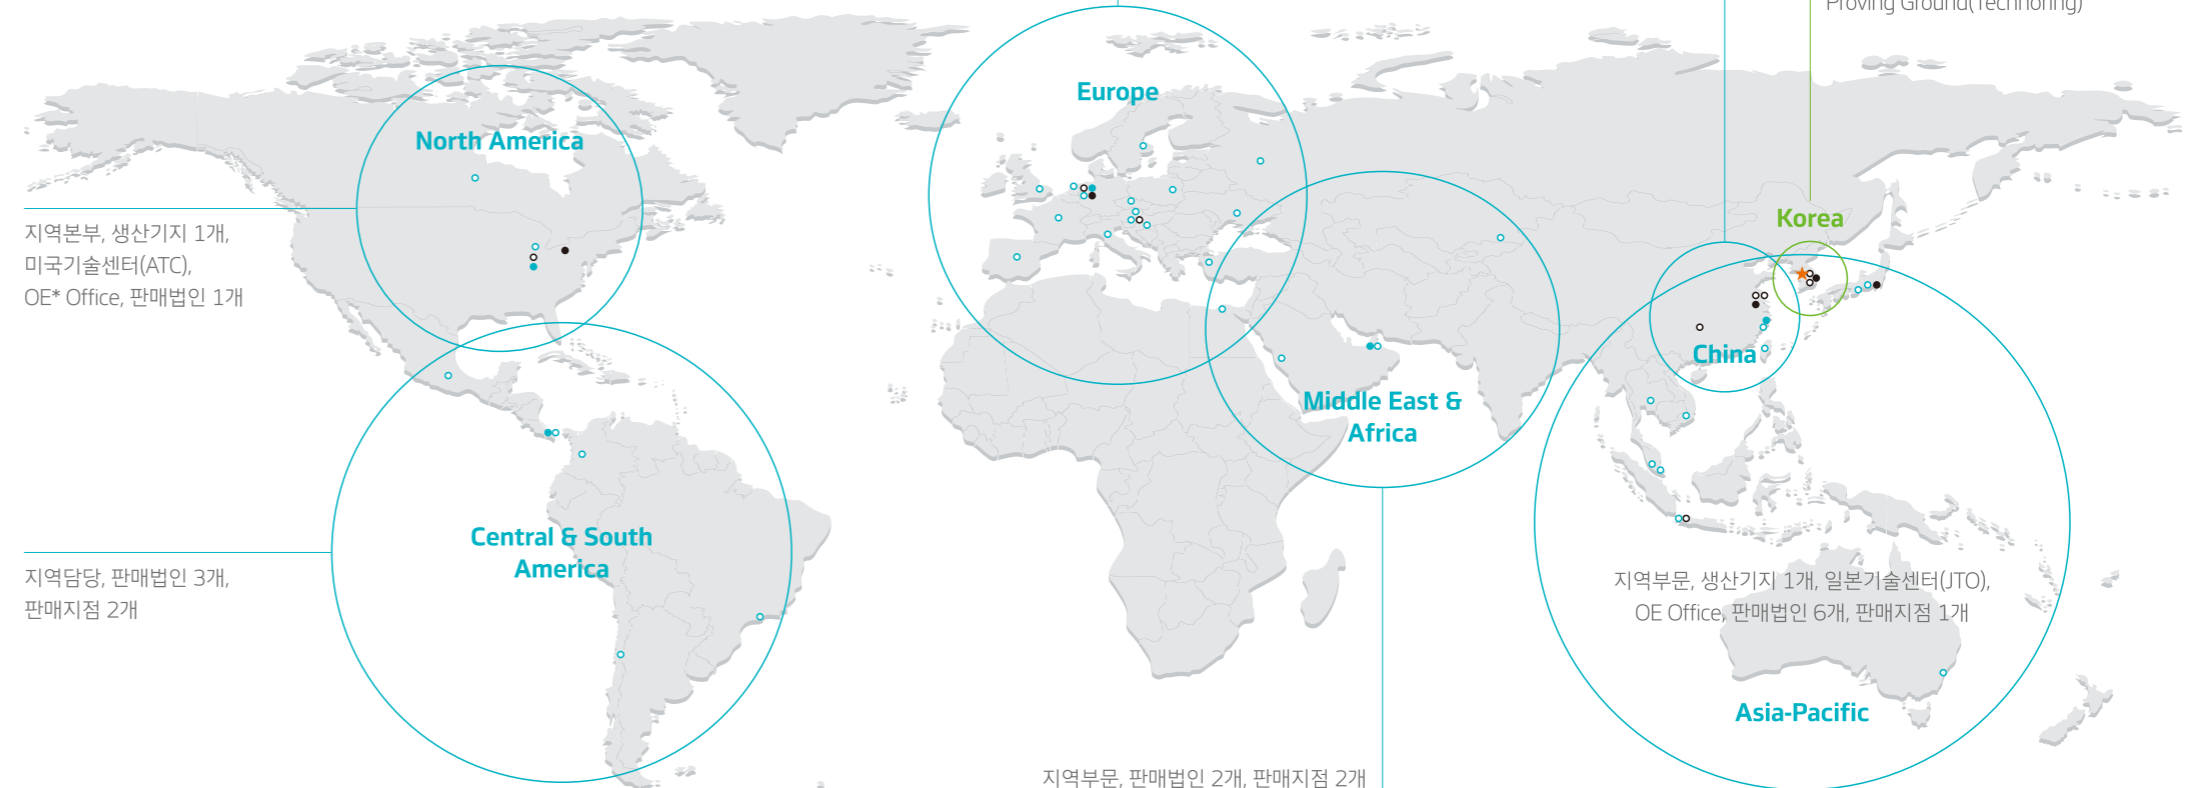 Proving Ground(Technoring)
Europe
North America
Korea
지역본부, 생산기지 1개,
미국기술센터(ATC),
OE* Office, 판매법인 1개
China
Middle East &
Africa
Central & South
America
지역담당, 판매법인 3개,
판매지점 2개
지역부문, 생산기지 1개, 일본기술센터(JTO),
OE Office, 판매법인 6개, 판매지점 1개
Asia-Pacific
지역부문, 판매법인 2개, 판매지점 2개